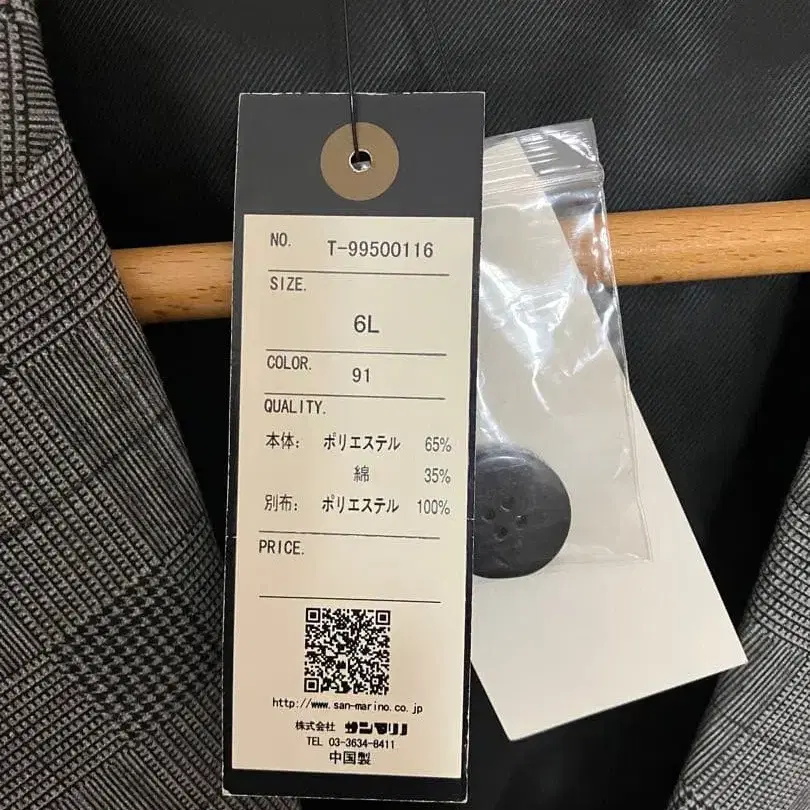 NO. T-99500116
SIZE.
6L
COLOR. 91
QUALITY.
本体: ポリエステル 65%
綿 35%
別布: ポリエステル 100%
PRICE.
http://www.san-marino.co.jp
株式会社 サンマリノ
TEL 03-3634-8411
中国製